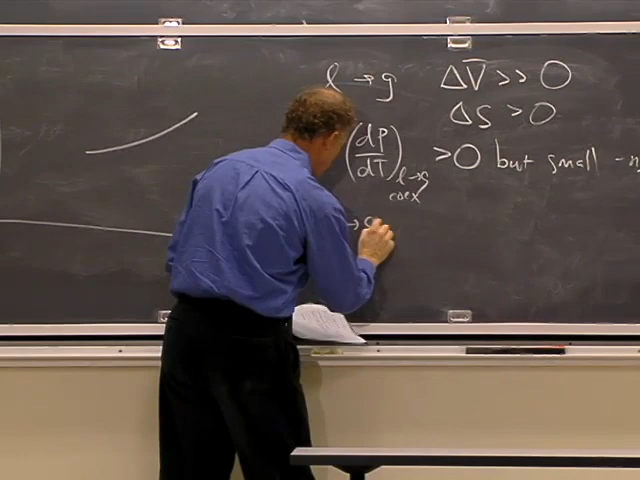 ℓ → g ΔV̅ >> 0
ΔS > 0
(dP/dT) ℓ→g coex > 0 but small
→